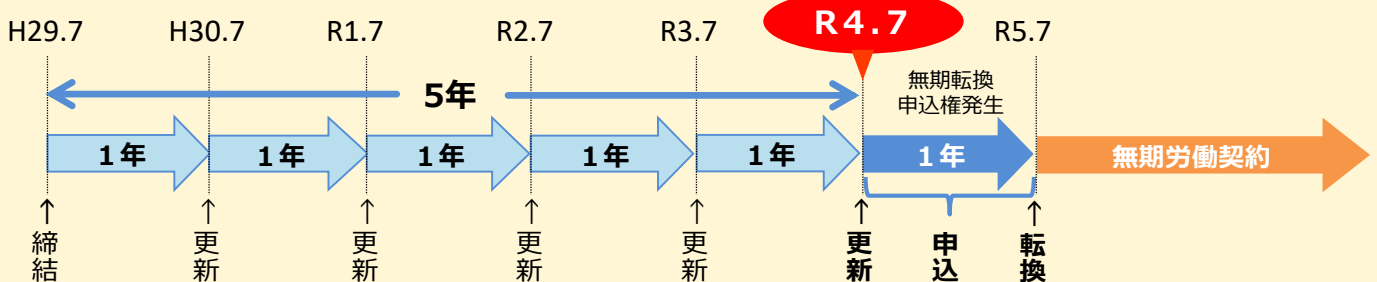 H29.7 H30.7 R1.7 R2.7 R3.7 R4.7 R5.7
5年
無期転換
申込権発生
1年 1年 1年 1年 1年 1年 無期労働契約
↑ ↑ ↑ ↑ ↑ ↑ ↑
締結 更新 更新 更新 更新 更新 申込 転換